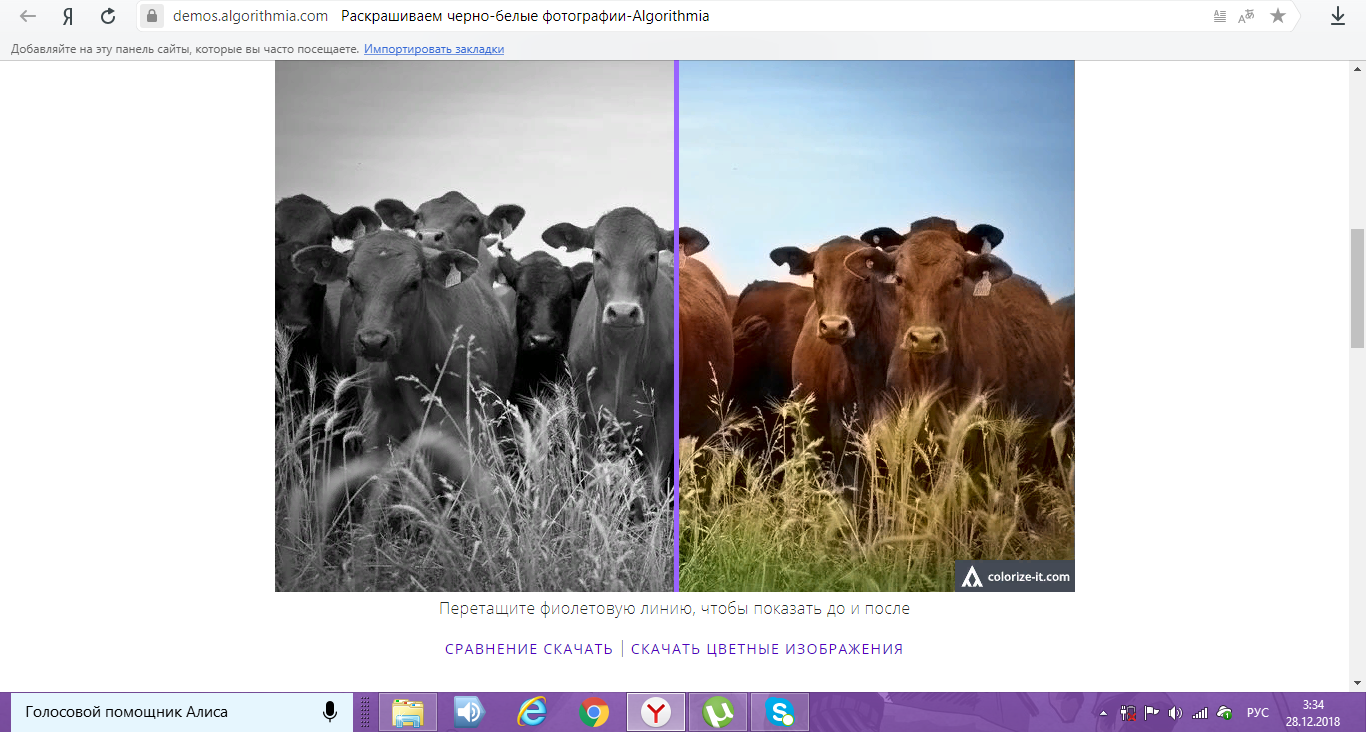 demos.algorithmia.com Раскрашиваем черно-белые фотографии-Algorithmia
Добавляйте на эту панель сайты, которые вы часто посещаете. Импортировать закладки
colorize-it.com
Перетащите фиолетовую линию, чтобы показать до и после
СРАВНЕНИЕ СКАЧАТЬ | СКАЧАТЬ ЦВЕТНЫЕ ИЗОБРАЖЕНИЯ
Голосовой помощник Алиса
РУС
3:34
28.12.2018